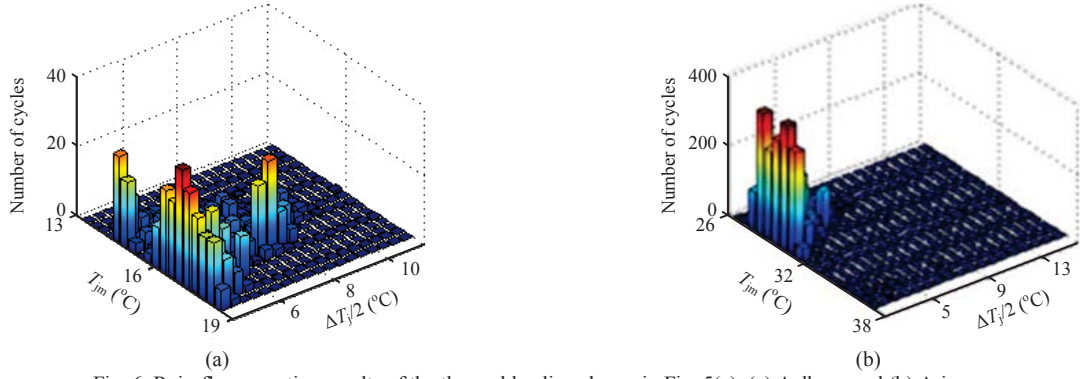 Number of cycles
40
20
0
13
16
19
T_jm (°C)
6
8
10
ΔT_j/2 (°C)
(a)
Number of cycles
400
200
0
26
32
38
T_jm (°C)
5
9
13
ΔT_j/2 (°C)
(b)